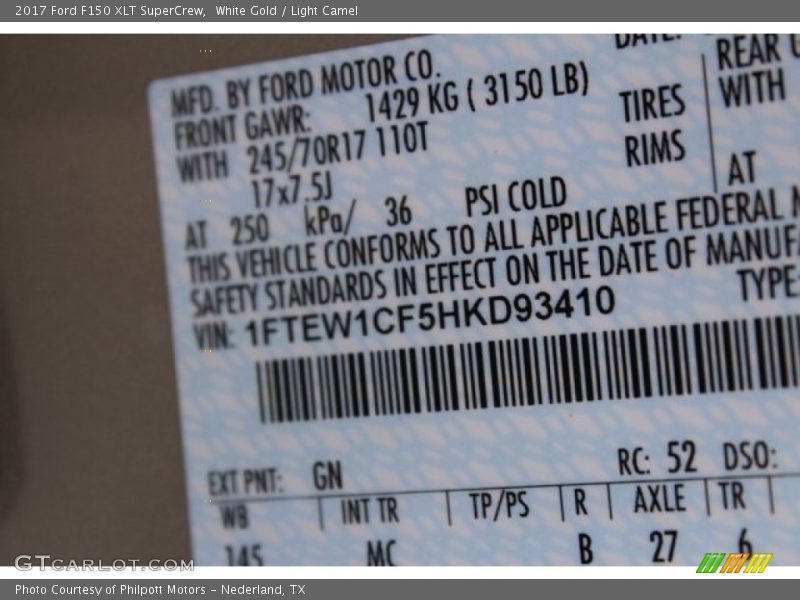 2017 Ford F150 XLT SuperCrew, White Gold / Light Camel
MFD. BY FORD MOTOR CO.
FRONT GAWR: 1429 KG ( 3150 LB)
WITH 245/70R17 110T TIRES
17x7.5J RIMS
AT 250 kPa/ 36 PSI COLD
REAR
WITH
AT
THIS VEHICLE CONFORMS TO ALL APPLICABLE FEDERAL
SAFETY STANDARDS IN EFFECT ON THE DATE OF MANUF
VIN: 1FTEW1CF5HKD93410 TYPE:
EXT PNT: GN RC: 52 DSO:
WB INT TR TP/PS R AXLE TR
145 MC B 27 6
GTCARLOT.COM
Photo Courtesy of Philpott Motors - Nederland, TX